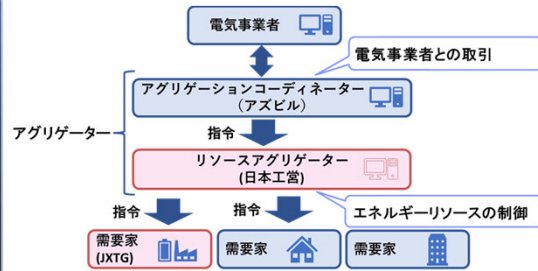 電気事業者
電気事業者との取引
アグリゲーションコーディネーター
（アズビル）
アグリゲーター
指令
リソースアグリゲーター
(日本工営)
指令
指令
エネルギーリソースの制御
需要家
(JXTG)
需要家
需要家